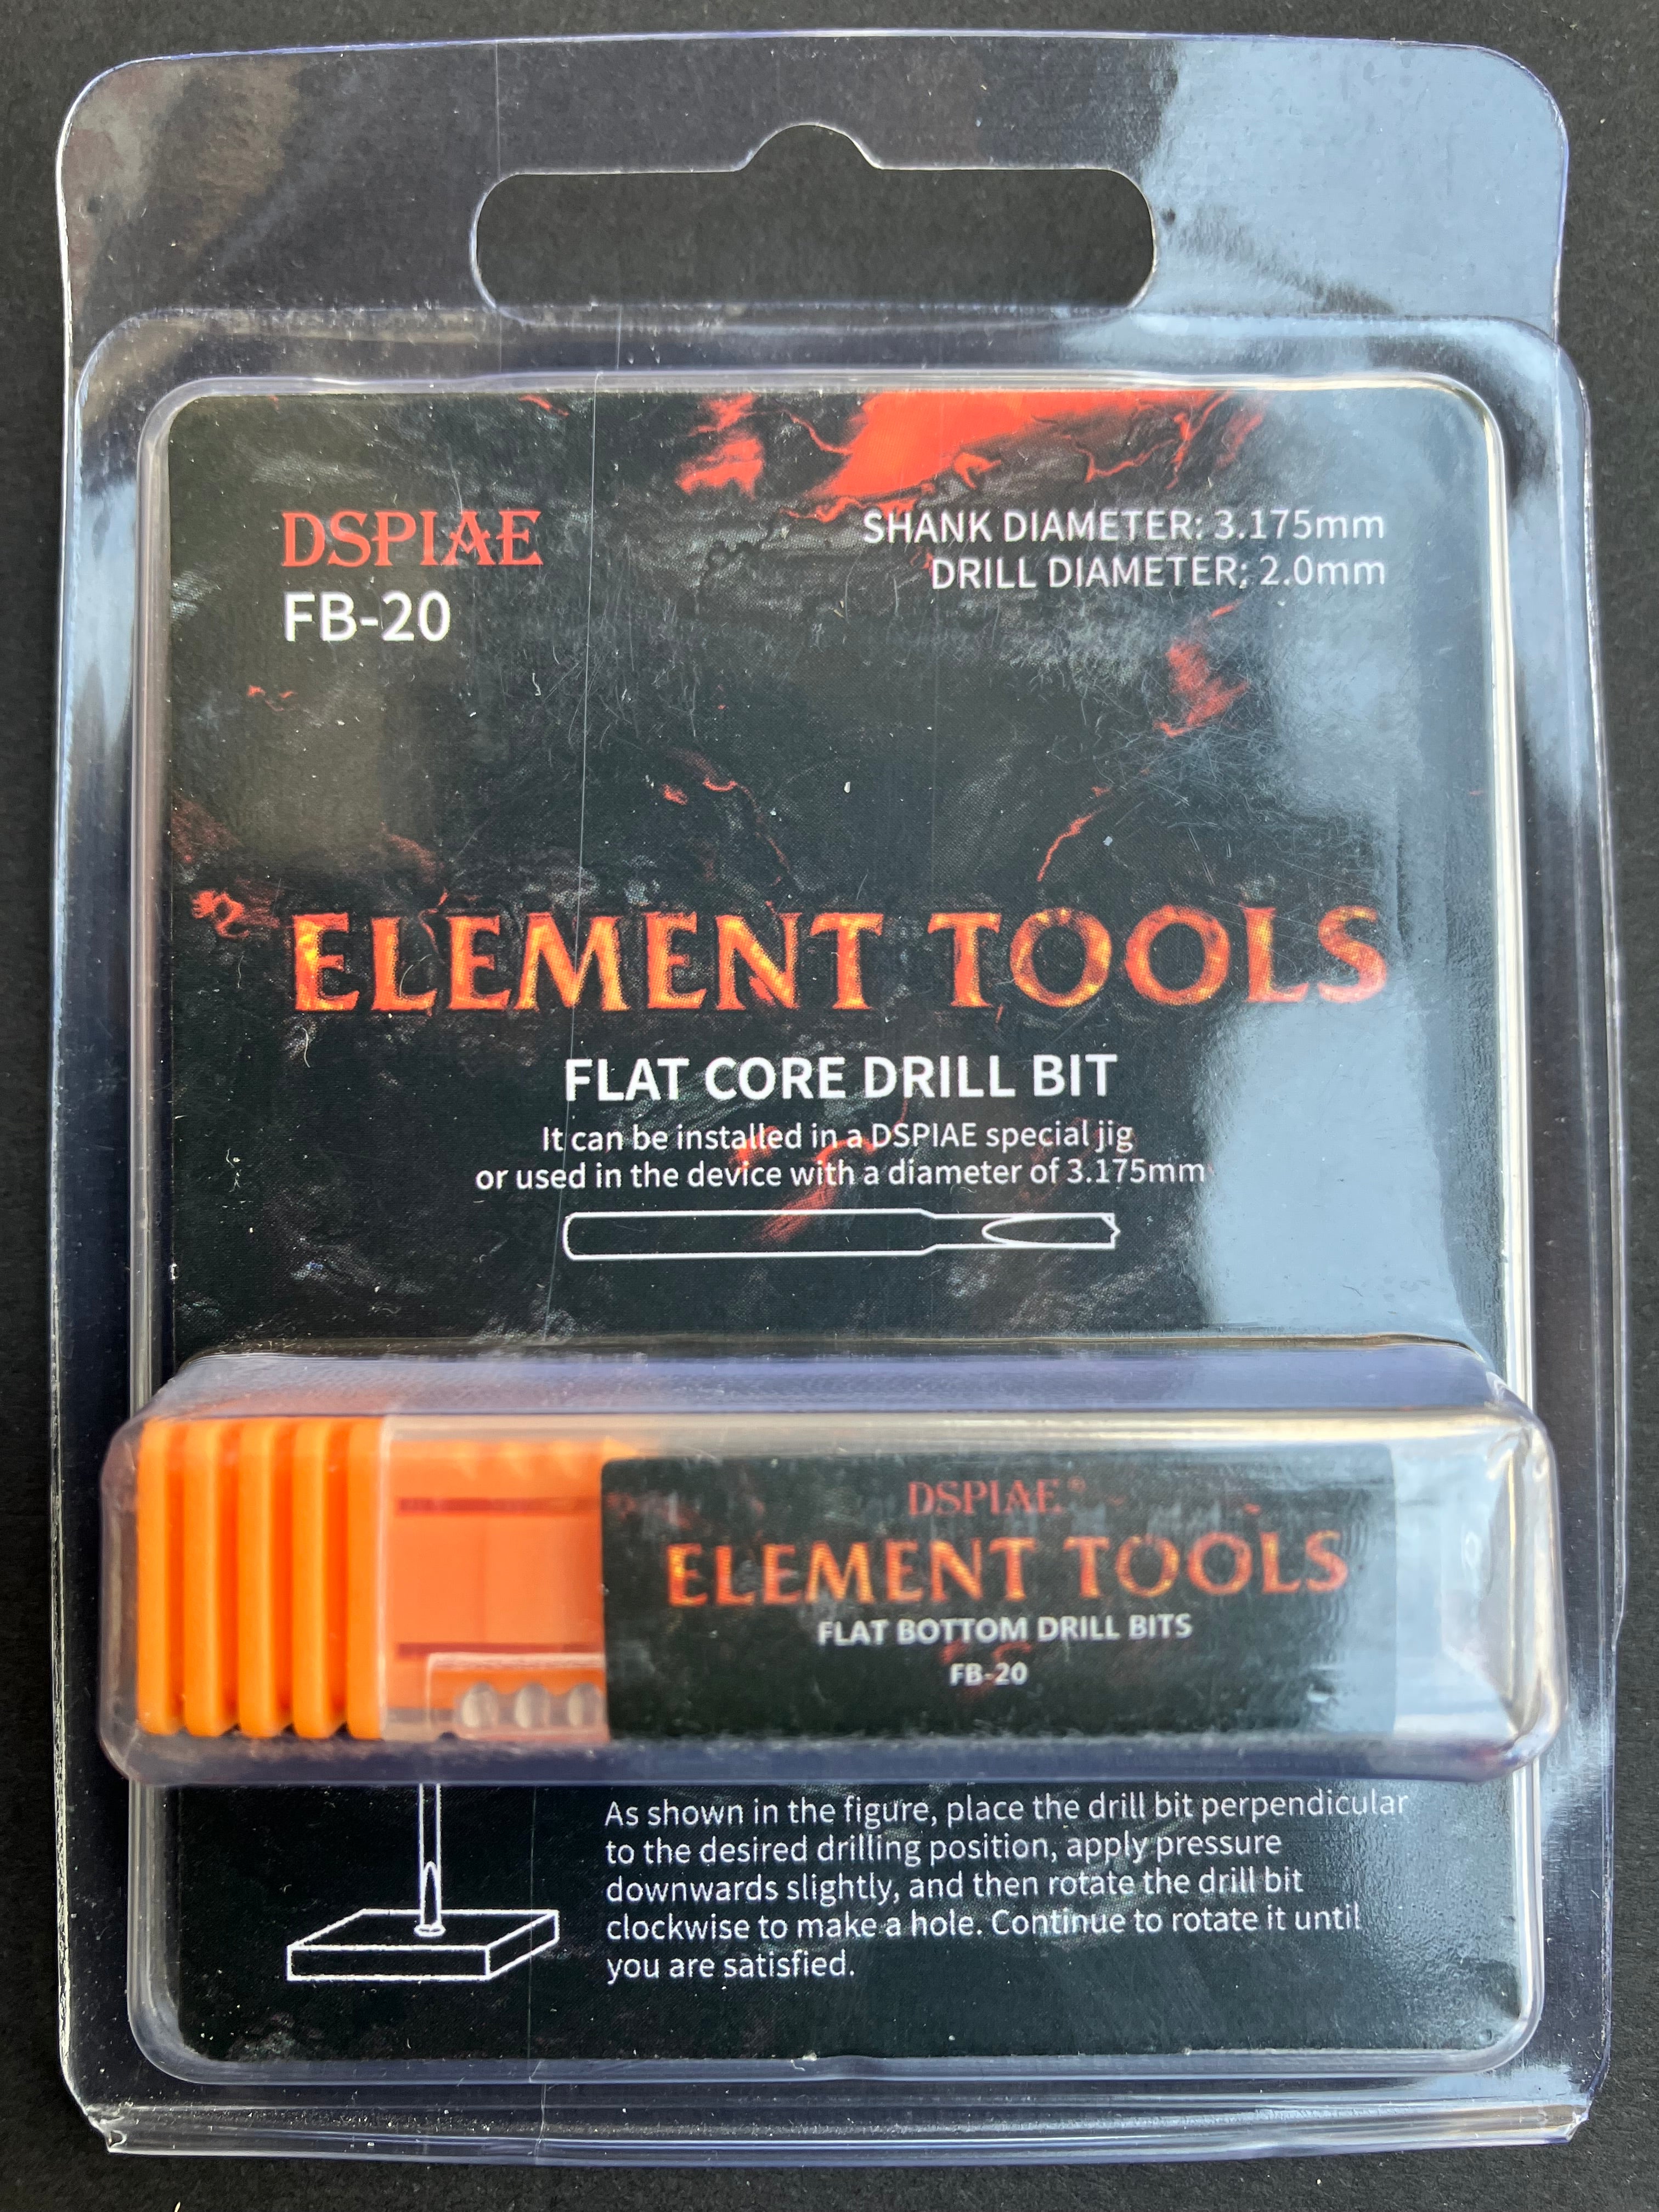 DSPIAE
FB-20
SHANK DIAMETER: 3.175mm
DRILL DIAMETER: 2.0mm
ELEMENT TOOLS
FLAT CORE DRILL BIT
It can be installed in a DSPIAE special jig
or used in the device with a diameter of 3.175mm
DSPIAE®
ELEMENT TOOLS
FLAT BOTTOM DRILL BITS
FB-20
As shown in the figure, place the drill bit perpendicular
to the desired drilling position, apply pressure
downwards slightly, and then rotate the drill bit
clockwise to make a hole. Continue to rotate it until
you are satisfied.